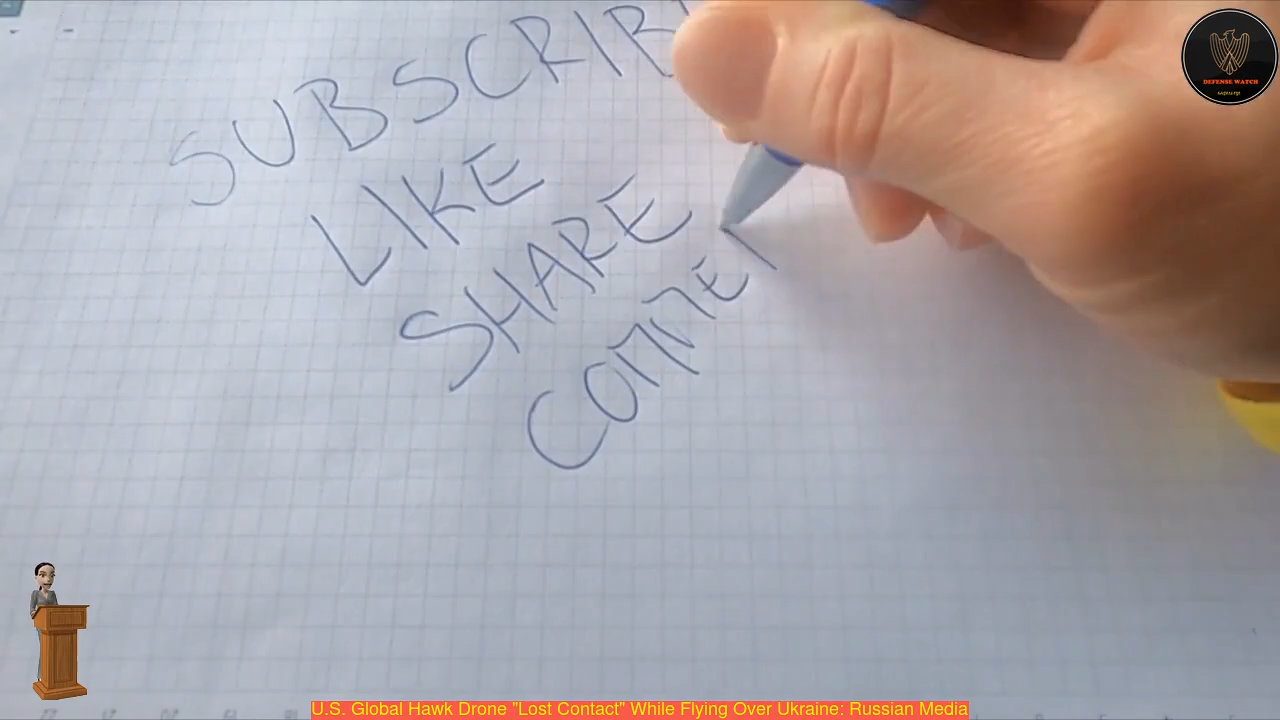 SUBSCRIB
LIKE
SHARE
COMME
DEFENSE WATCH
U.S. Global Hawk Drone "Lost Contact" While Flying Over Ukraine: Russian Media